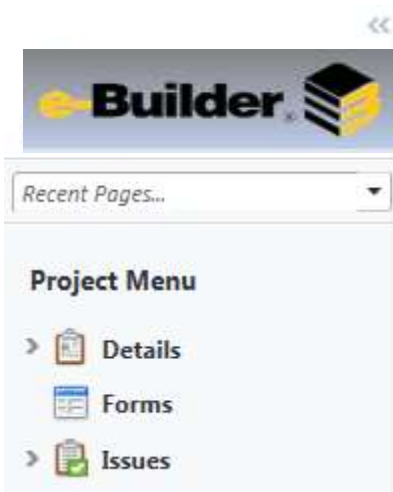 e-Builder®
Recent Pages...
Project Menu
Details
Forms
Issues